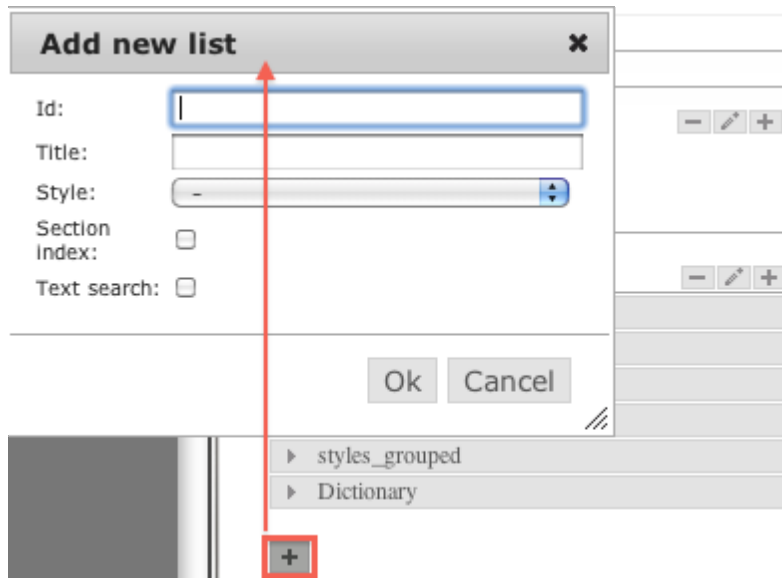 Add new list
Id:
Title:
Style: -
Section
index:
Text search:
Ok Cancel
styles_grouped
Dictionary
+